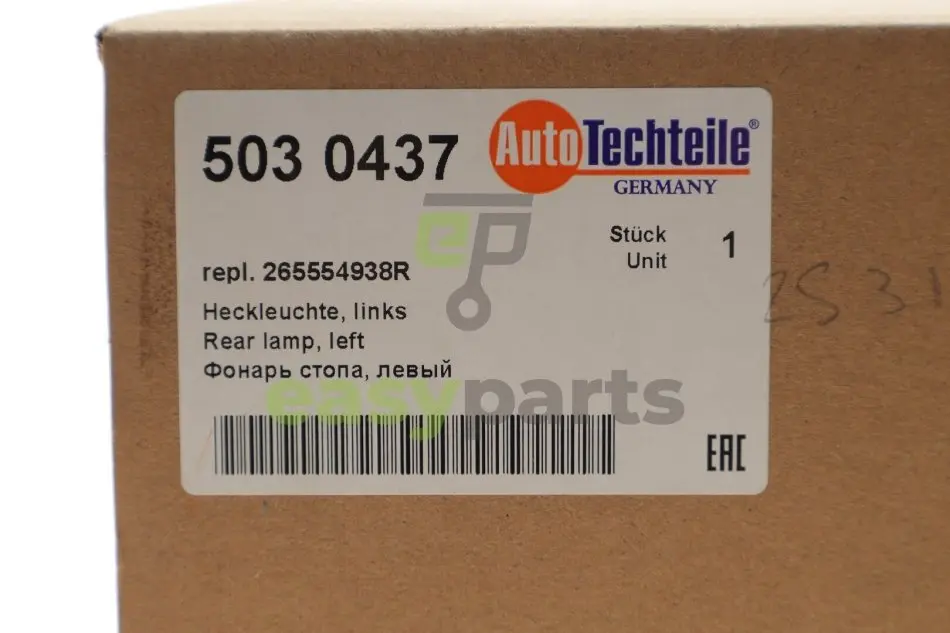 503 0437
AutoTechteile®
GERMANY
Stück 1
Unit
repl. 265554938R
Heckleuchte, links
Rear lamp, left
Фонарь стопа, левый
ep
easyparts
EAC